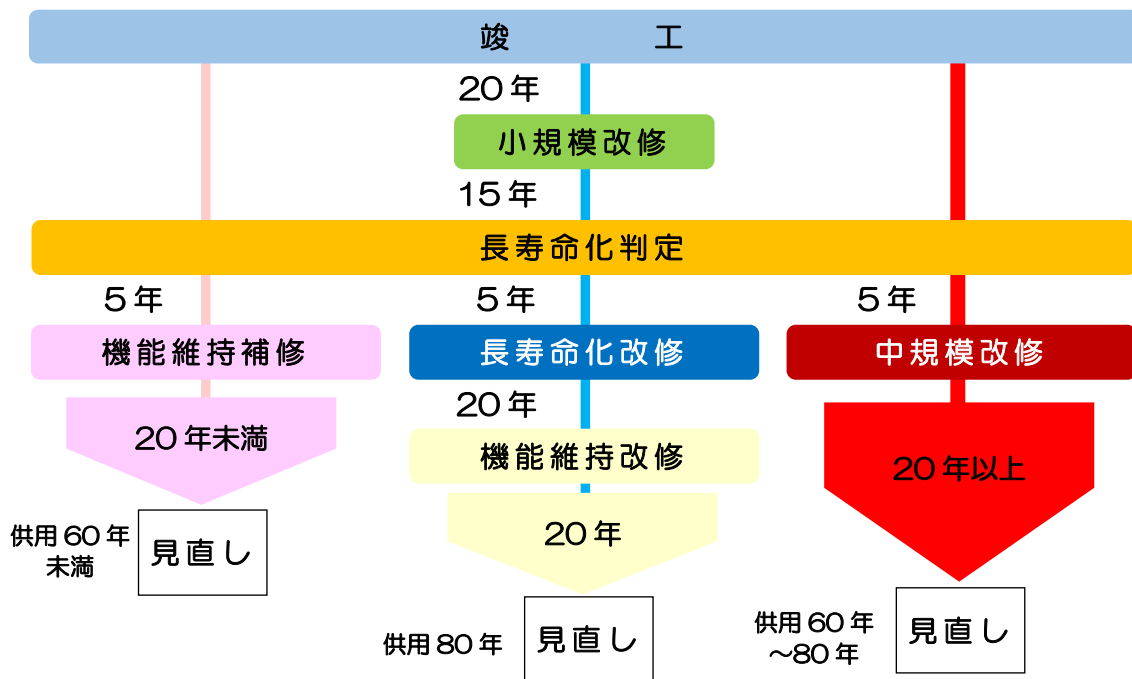 竣工
20年
小規模改修
15年
長寿命化判定
5年
5年
5年
機能維持補修
長寿命化改修
中規模改修
20年
20年未満
機能維持改修
20年以上
供用60年
未満
見直し
20年
供用80年
見直し
供用60年
～80年
見直し